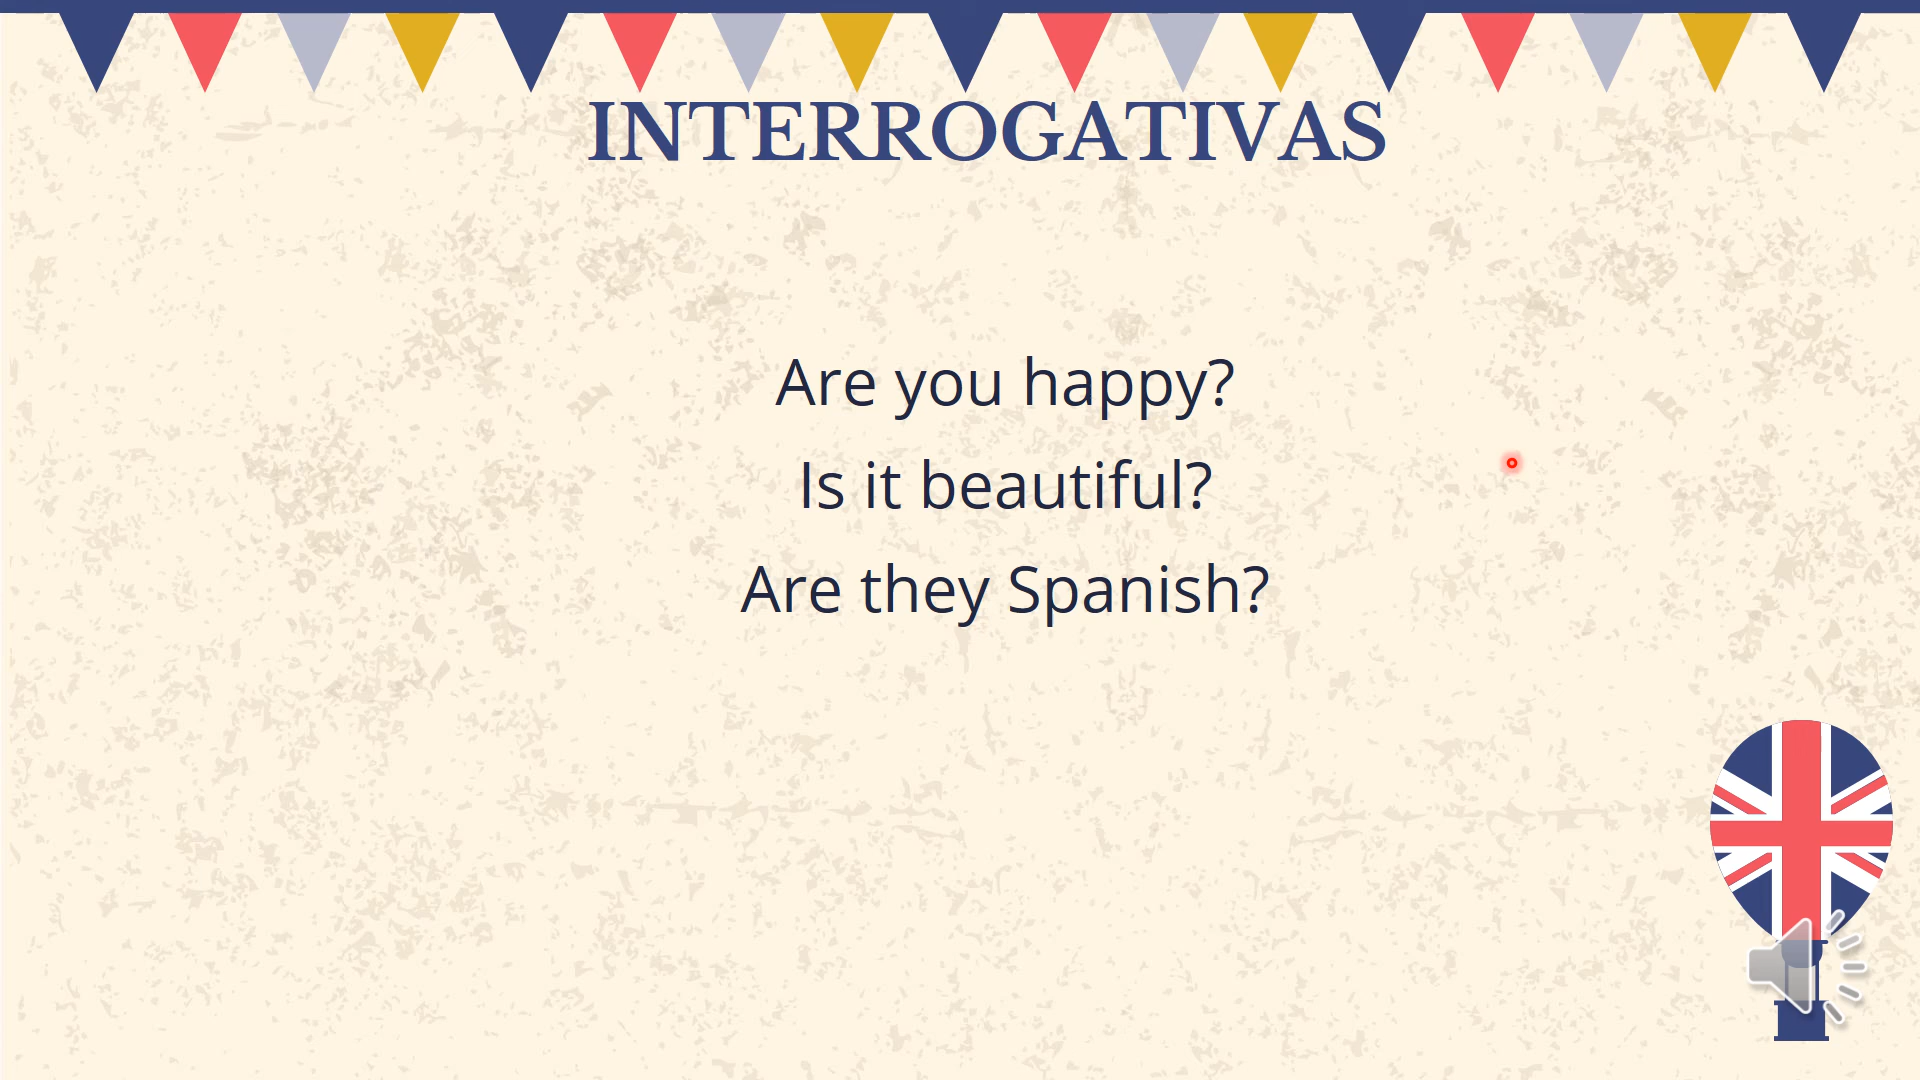 INTERROGATIVAS
Are you happy?
Is it beautiful?
Are they Spanish?